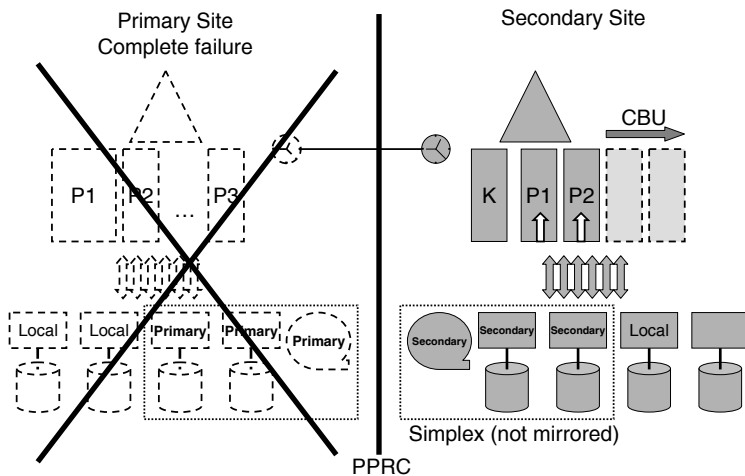 Primary Site
Complete failure
Secondary Site
CBU
P1
P2
...
P3
K
P1
P2
Local
Local
Primary
Primary
Primary
Secondary
Secondary
Secondary
Local
Simplex (not mirrored)
PPRC